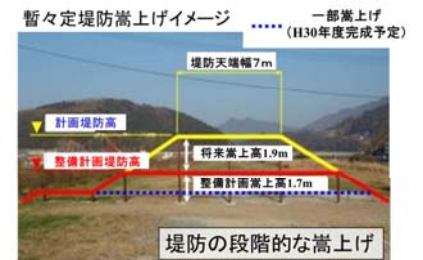 暫々定堤防嵩上げイメージ
一部嵩上げ
(H30年度完成予定)
堤防天端幅7m
計画堤防高
整備計画堤防高
将来嵩上高1.9m
整備計画嵩上高1.7m
堤防の段階的な嵩上げ